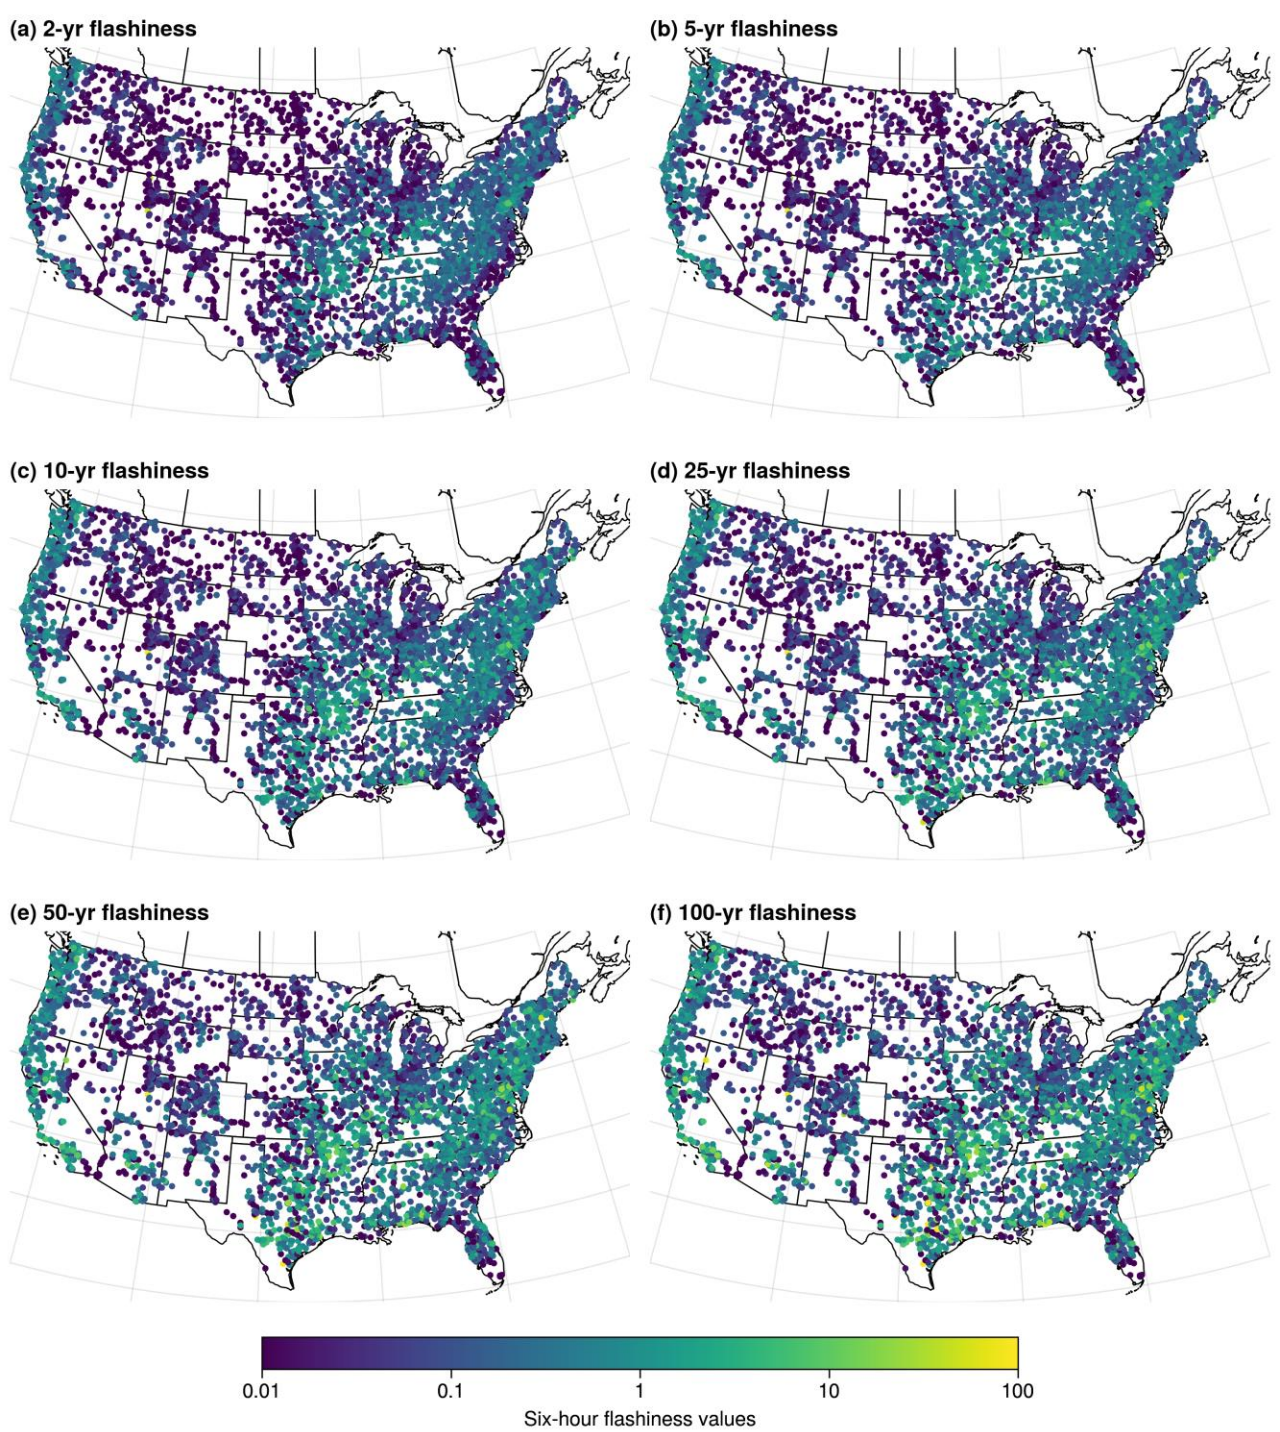 (a) 2-yr flashiness
(b) 5-yr flashiness
(c) 10-yr flashiness
(d) 25-yr flashiness
(e) 50-yr flashiness
(f) 100-yr flashiness
0.01 0.1 1 10 100
Six-hour flashiness values